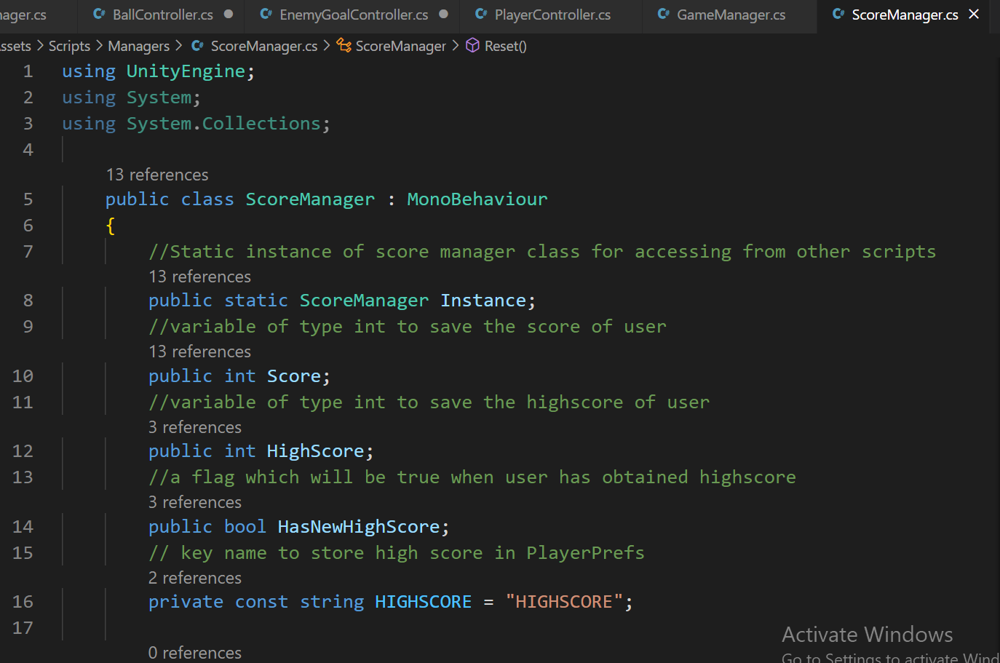 ager.cs BallController.cs EnemyGoalController.cs PlayerController.cs GameManager.cs ScoreManager.cs
ssets > Scripts > Managers > ScoreManager.cs > ScoreManager > Reset()
1 using UnityEngine;
2 using System;
3 using System.Collections;
4
13 references
5 public class ScoreManager : MonoBehaviour
6 {
7 //Static instance of score manager class for accessing from other scripts
13 references
8 public static ScoreManager Instance;
9 //variable of type int to save the score of user
13 references
10 public int Score;
11 //variable of type int to save the highscore of user
3 references
12 public int HighScore;
13 //a flag which will be true when user has obtained highscore
3 references
14 public bool HasNewHighScore;
15 // key name to store high score in PlayerPrefs
2 references
16 private const string HIGHSCORE = "HIGHSCORE";
17
0 references
Activate Windows
Go to Settings to activate Wind